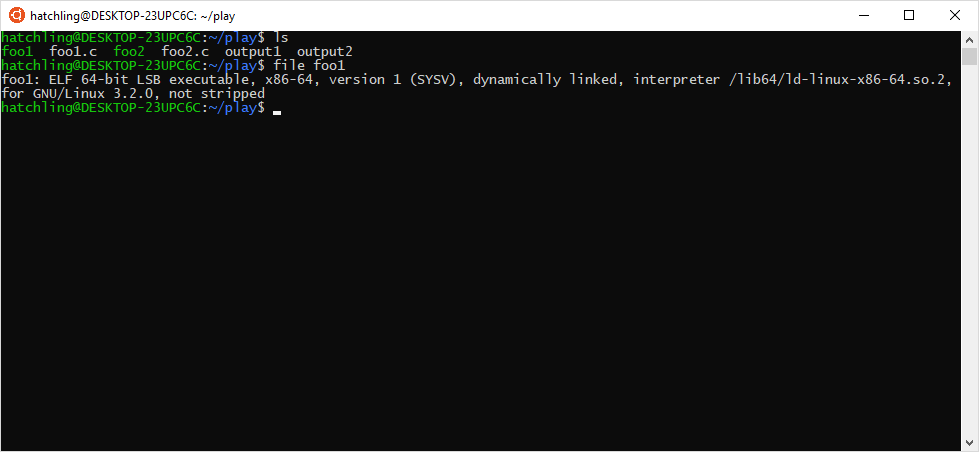 hatchling@DESKTOP-23UPC6C: ~/play
hatchling@DESKTOP-23UPC6C:~/play$ ls
foo1  foo1.c  foo2  foo2.c  output1  output2
hatchling@DESKTOP-23UPC6C:~/play$ file foo1
foo1: ELF 64-bit LSB executable, x86-64, version 1 (SYSV), dynamically linked, interpreter /lib64/ld-linux-x86-64.so.2,
for GNU/Linux 3.2.0, not stripped
hatchling@DESKTOP-23UPC6C:~/play$